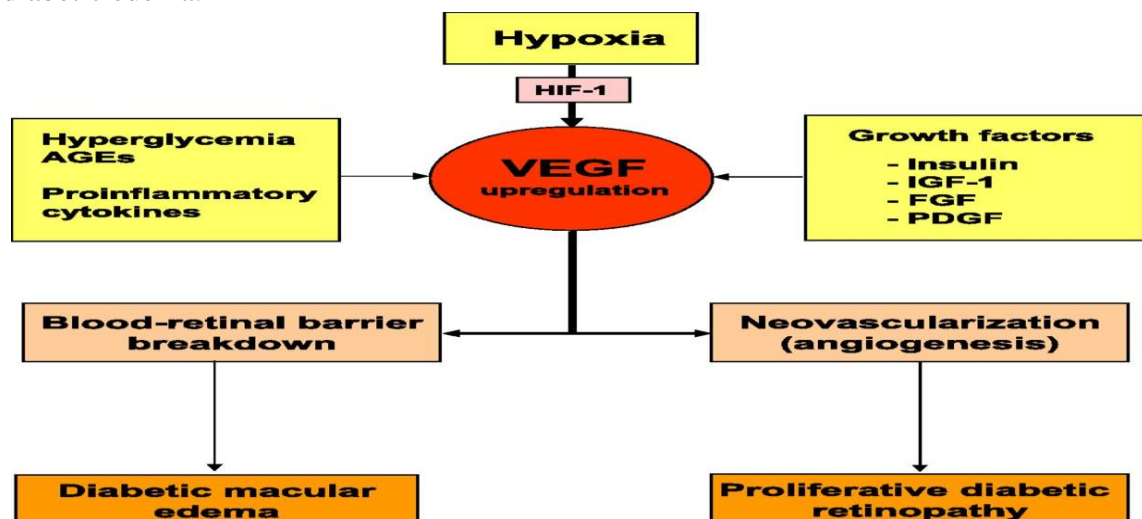 Hypoxia
HIF-1
Hyperglycemia
AGEs
Proinflammatory
cytokines
VEGF
upregulation
Growth factors
- Insulin
- IGF-1
- FGF
- PDGF
Blood-retinal barrier
breakdown
Neovascularization
(angiogenesis)
Diabetic macular
edema
Proliferative diabetic
retinopathy